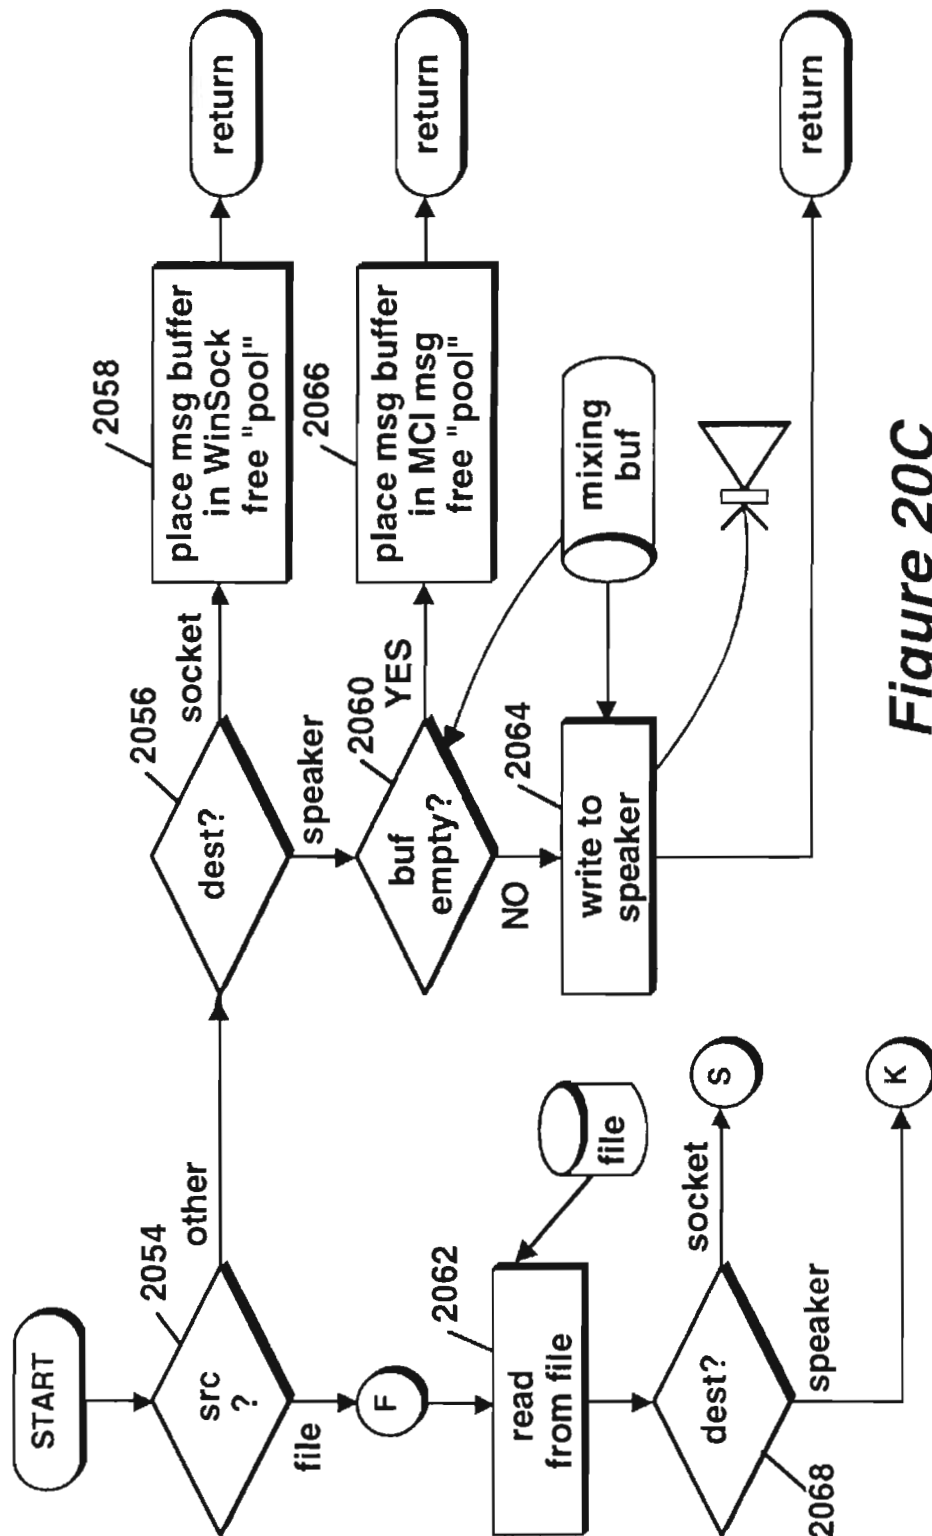 START
2054
src
?
other
file
F
2062
read
from file
file
dest?
2068
socket
S
speaker
K
2056
dest?
socket
2058
place msg buffer
in WinSock
free "pool"
return
speaker
2060
buf
empty?
YES
2066
place msg buffer
in MCI msg
free "pool"
return
NO
2064
write to
speaker
mixing
buf
return
Figure 20C